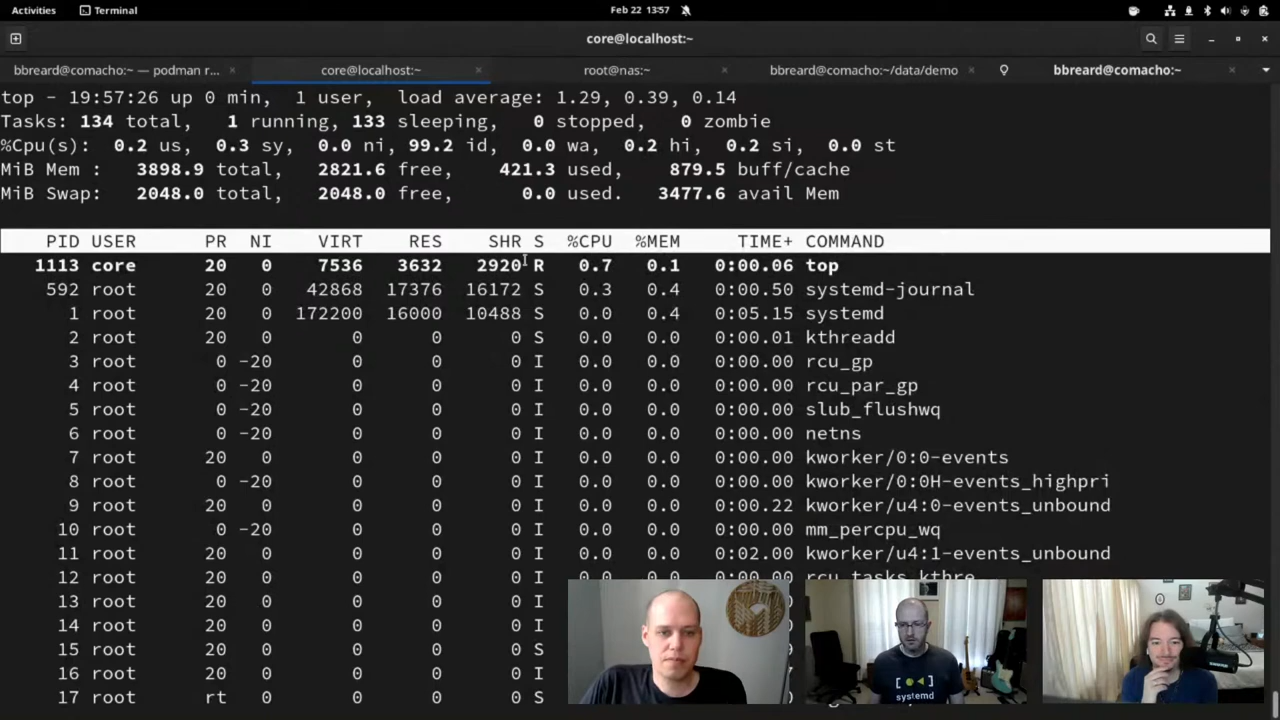 Activities Terminal Feb 22 13:57
core@localhost:~
bbreard@comacho:~ — podman r... × core@localhost:~ × root@nas:~ × bbreard@comacho:~/data/demo × bbreard@comacho:~ ×
top - 19:57:26 up 0 min, 1 user, load average: 1.29, 0.39, 0.14
Tasks: 134 total, 1 running, 133 sleeping, 0 stopped, 0 zombie
%Cpu(s): 0.2 us, 0.3 sy, 0.0 ni, 99.2 id, 0.0 wa, 0.2 hi, 0.2 si, 0.0 st
MiB Mem : 3898.9 total, 2821.6 free, 421.3 used, 879.5 buff/cache
MiB Swap: 2048.0 total, 2048.0 free, 0.0 used. 3477.6 avail Mem
PID USER PR NI VIRT RES SHR S %CPU %MEM TIME+ COMMAND
1113 core 20 0 7536 3632 2920 R 0.7 0.1 0:00.06 top
592 root 20 0 42868 17376 16172 S 0.3 0.4 0:00.50 systemd-journal
1 root 20 0 172200 16000 10488 S 0.0 0.4 0:05.15 systemd
2 root 20 0 0 0 0 S 0.0 0.0 0:00.01 kthreadd
3 root 0 -20 0 0 0 I 0.0 0.0 0:00.00 rcu_gp
4 root 0 -20 0 0 0 I 0.0 0.0 0:00.00 rcu_par_gp
5 root 0 -20 0 0 0 I 0.0 0.0 0:00.00 slub_flushwq
6 root 0 -20 0 0 0 I 0.0 0.0 0:00.00 netns
7 root 20 0 0 0 0 I 0.0 0.0 0:00.00 kworker/0:0-events
8 root 0 -20 0 0 0 I 0.0 0.0 0:00.00 kworker/0:0H-events_highpri
9 root 20 0 0 0 0 I 0.0 0.0 0:00.22 kworker/u4:0-events_unbound
10 root 0 -20 0 0 0 I 0.0 0.0 0:00.00 mm_percpu_wq
11 root 20 0 0 0 0 I 0.0 0.0 0:02.00 kworker/u4:1-events_unbound
12 root 20 0 0 0 0 I 0.0 0.0 0:00.00 rcu_tasks_kthre
13 root 20 0 0 0 0 I
14 root 20 0 0 0 0 I
15 root 20 0 0 0 0 S
16 root 20 0 0 0 0 I
17 root rt 0 0 0 0 S
systemd